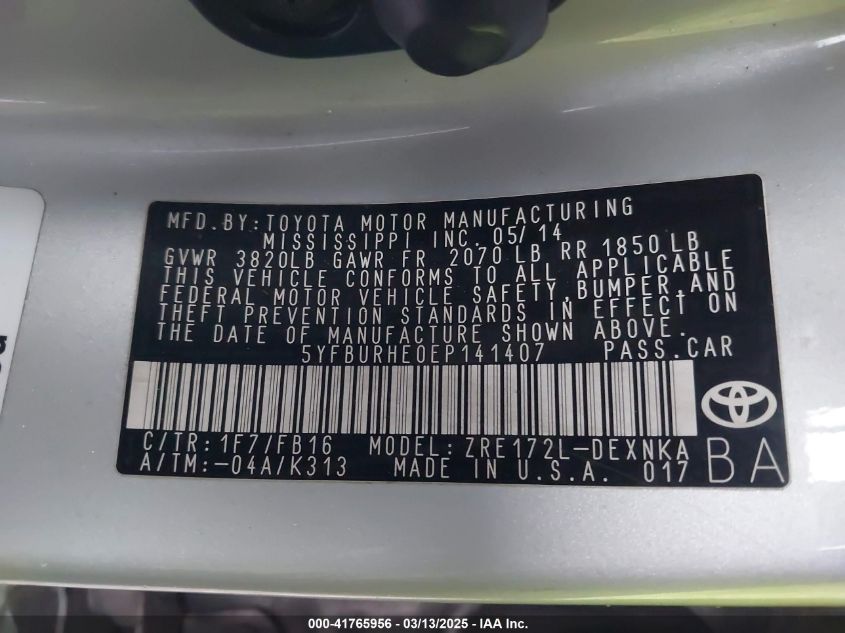 MFD.BY:TOYOTA MOTOR MANUFACTURING
MISSISSIPPI INC. 05/14
GVWR 3820LB GAWR FR 2070 LB RR 1850 LB
THIS VEHICLE CONFORMS TO ALL APPLICABLE
FEDERAL MOTOR VEHICLE SAFETY,BUMPER,AND
THEFT PREVENTION STANDARDS IN EFFECT ON
THE DATE OF MANUFACTURE SHOWN ABOVE.
5YFBURHE0EP141407 PASS.CAR
C/TR:1F7/FB16 MODEL:ZRE172L-DEXNKA
A/TM:-04A/K313 MADE IN U.S.A. 017
BA
000-41765956 - 03/13/2025 - IAA Inc.